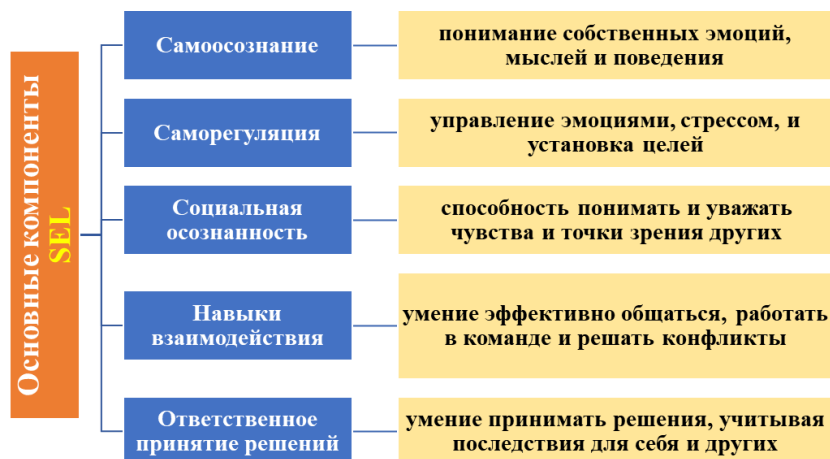 Основные компоненты
SEL
Самоосознание
понимание собственных эмоций,
мыслей и поведения
Саморегуляция
управление эмоциями, стрессом, и
установка целей
Социальная
осознанность
способность понимать и уважать
чувства и точки зрения других
Навыки
взаимодействия
умение эффективно общаться, работать
в команде и решать конфликты
Ответственное
принятие решений
умение принимать решения, учитывая
последствия для себя и других